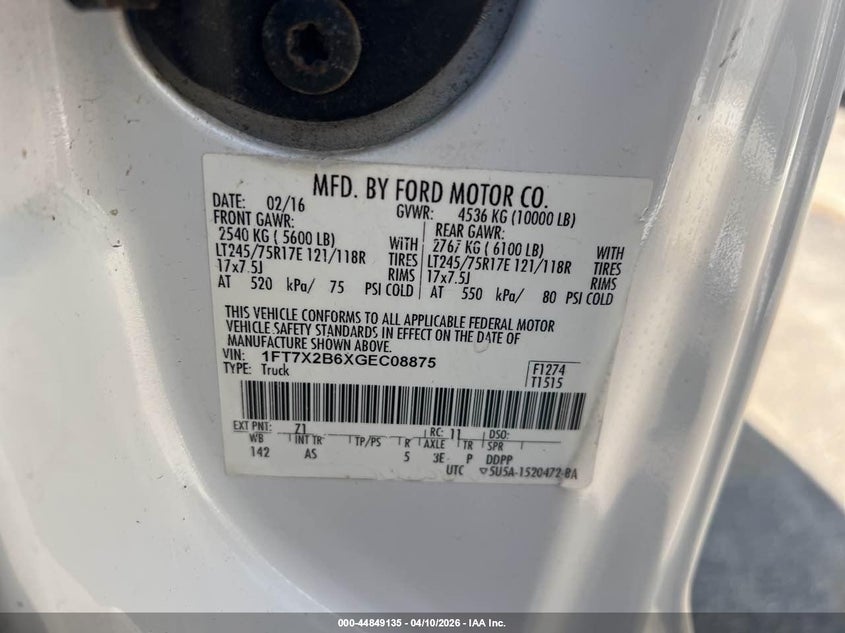 MFD. BY FORD MOTOR CO.
DATE: 02/16 GVWR: 4536 KG (10000 LB)
FRONT GAWR: REAR GAWR:
2540 KG ( 5600 LB) WITH 2767 KG ( 6100 LB) WITH
LT245/75R17E 121/118R TIRES LT245/75R17E 121/118R TIRES
17x7.5J RIMS 17x7.5J RIMS
AT 520 kPa/ 75 PSI COLD AT 550 kPa/ 80 PSI COLD
THIS VEHICLE CONFORMS TO ALL APPLICABLE FEDERAL MOTOR
VEHICLE SAFETY STANDARDS IN EFFECT ON THE DATE OF
MANUFACTURE SHOWN ABOVE.
VIN: 1FT7X2B6XGEC08875
TYPE: Truck
F1274
T1515
EXT PNT: Z1 RC: 11 DSO:
WB INT TR TP/PS R AXLE TR SPR
142 AS 5 3E P DDPP
UTC ▽5U5A-1520472-BA
000-44849135 - 04/10/2026 - IAA Inc.